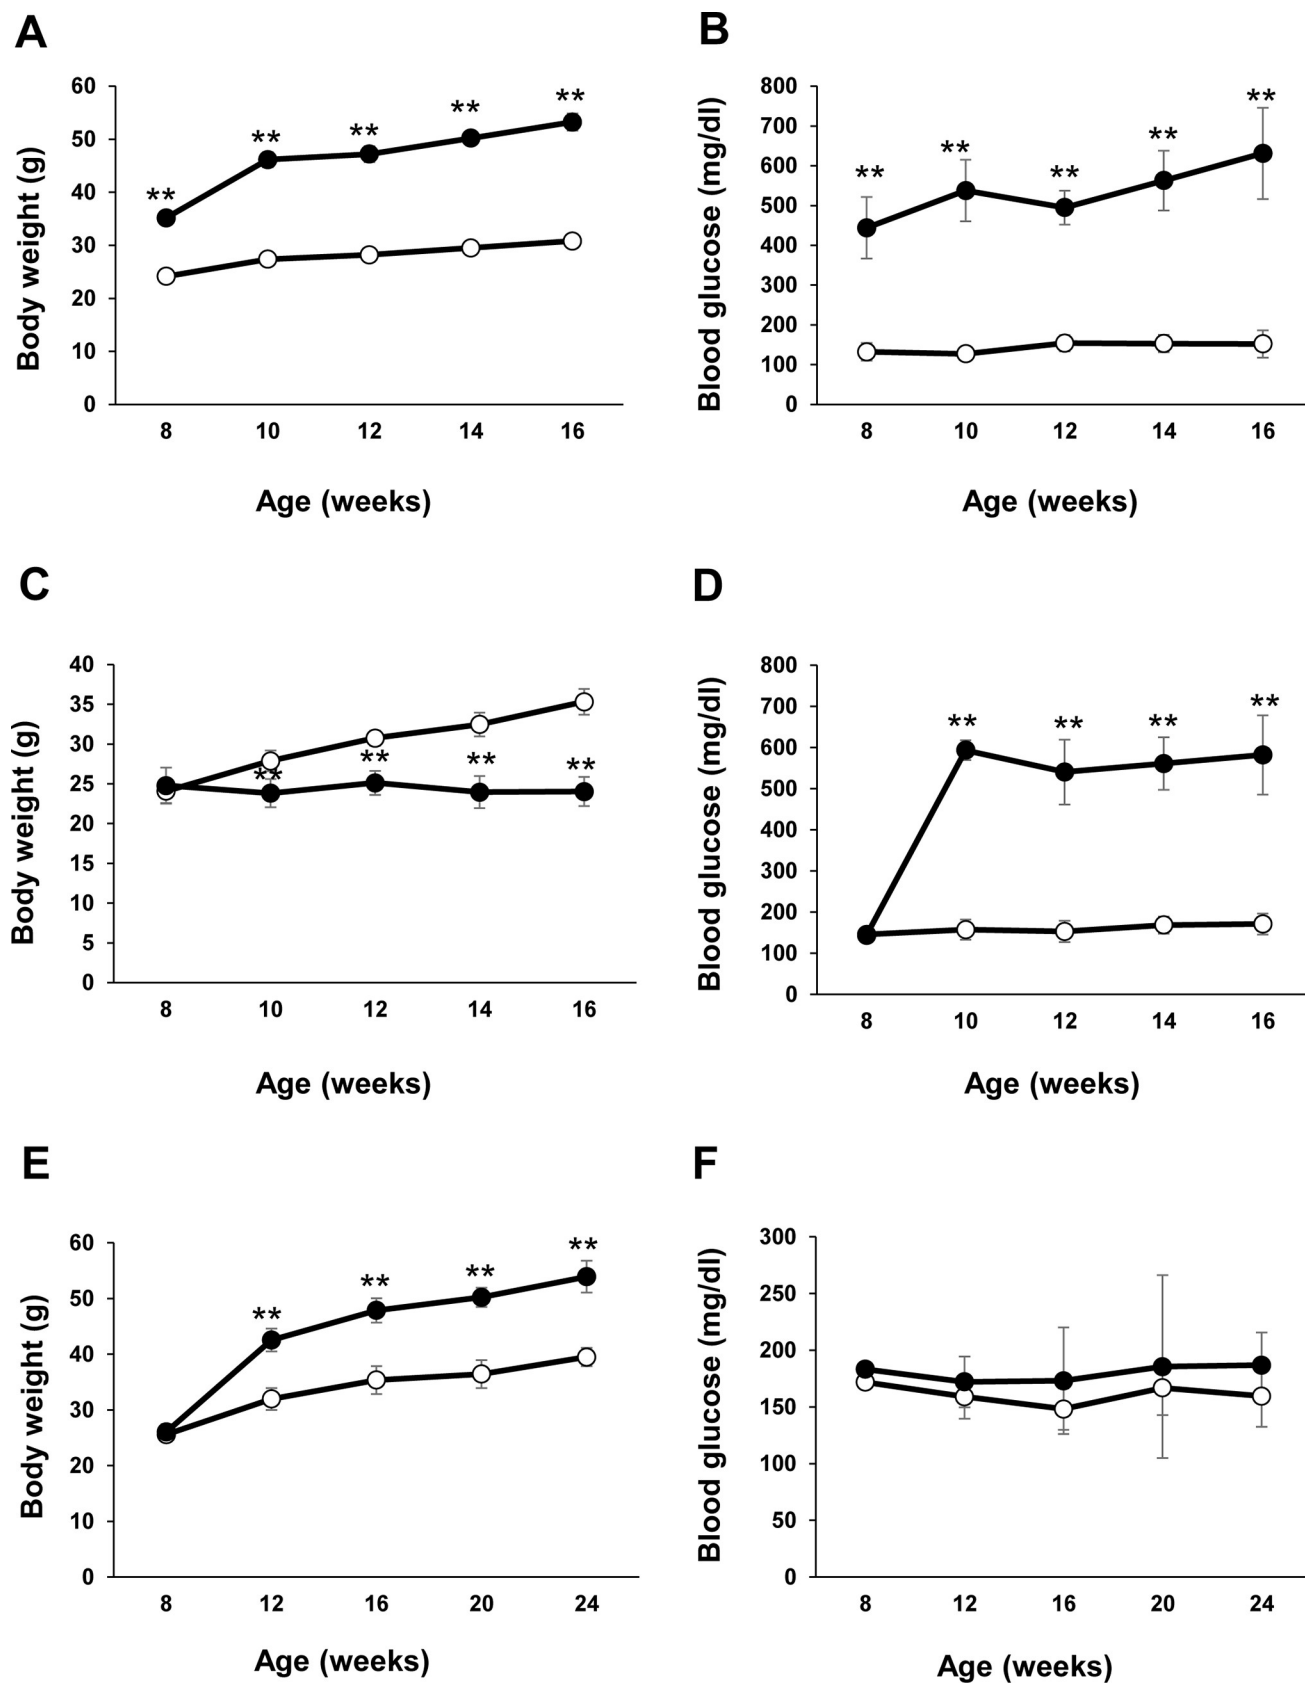 A
Body weight (g)
60
50
40
30
20
10
0
** ** ** ** **
8 10 12 14 16
Age (weeks)
B
Blood glucose (mg/dl)
800
700
600
500
400
300
200
100
0
** ** ** ** **
8 10 12 14 16
Age (weeks)
C
Body weight (g)
40
35
30
25
20
15
10
5
0
** ** ** **
8 10 12 14 16
Age (weeks)
D
Blood glucose (mg/dl)
800
700
600
500
400
300
200
100
0
** ** ** **
8 10 12 14 16
Age (weeks)
E
Body weight (g)
60
50
40
30
20
10
0
** ** ** **
8 12 16 20 24
Age (weeks)
F
Blood glucose (mg/dl)
300
250
200
150
100
50
0
8 12 16 20 24
Age (weeks)